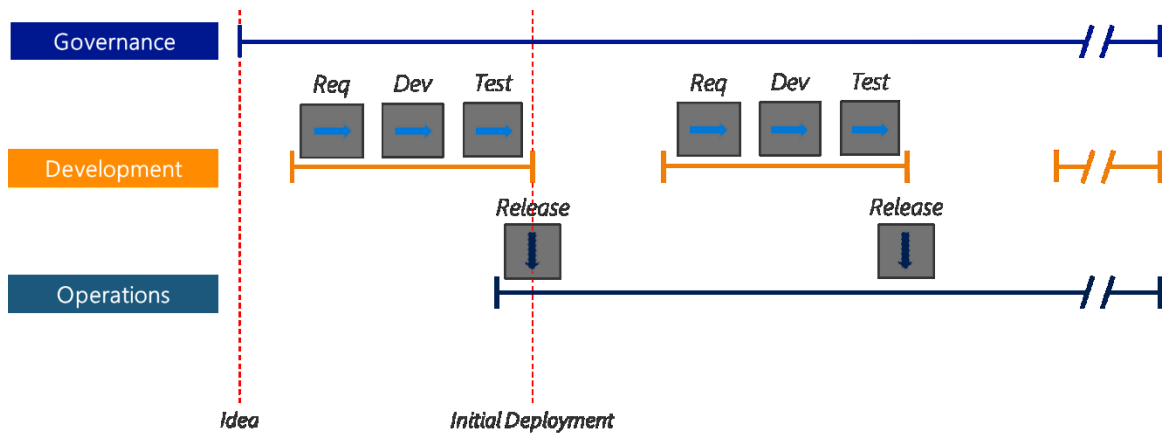 Governance
Req Dev Test Req Dev Test
Development
Release Release
Operations
Idea Initial Deployment